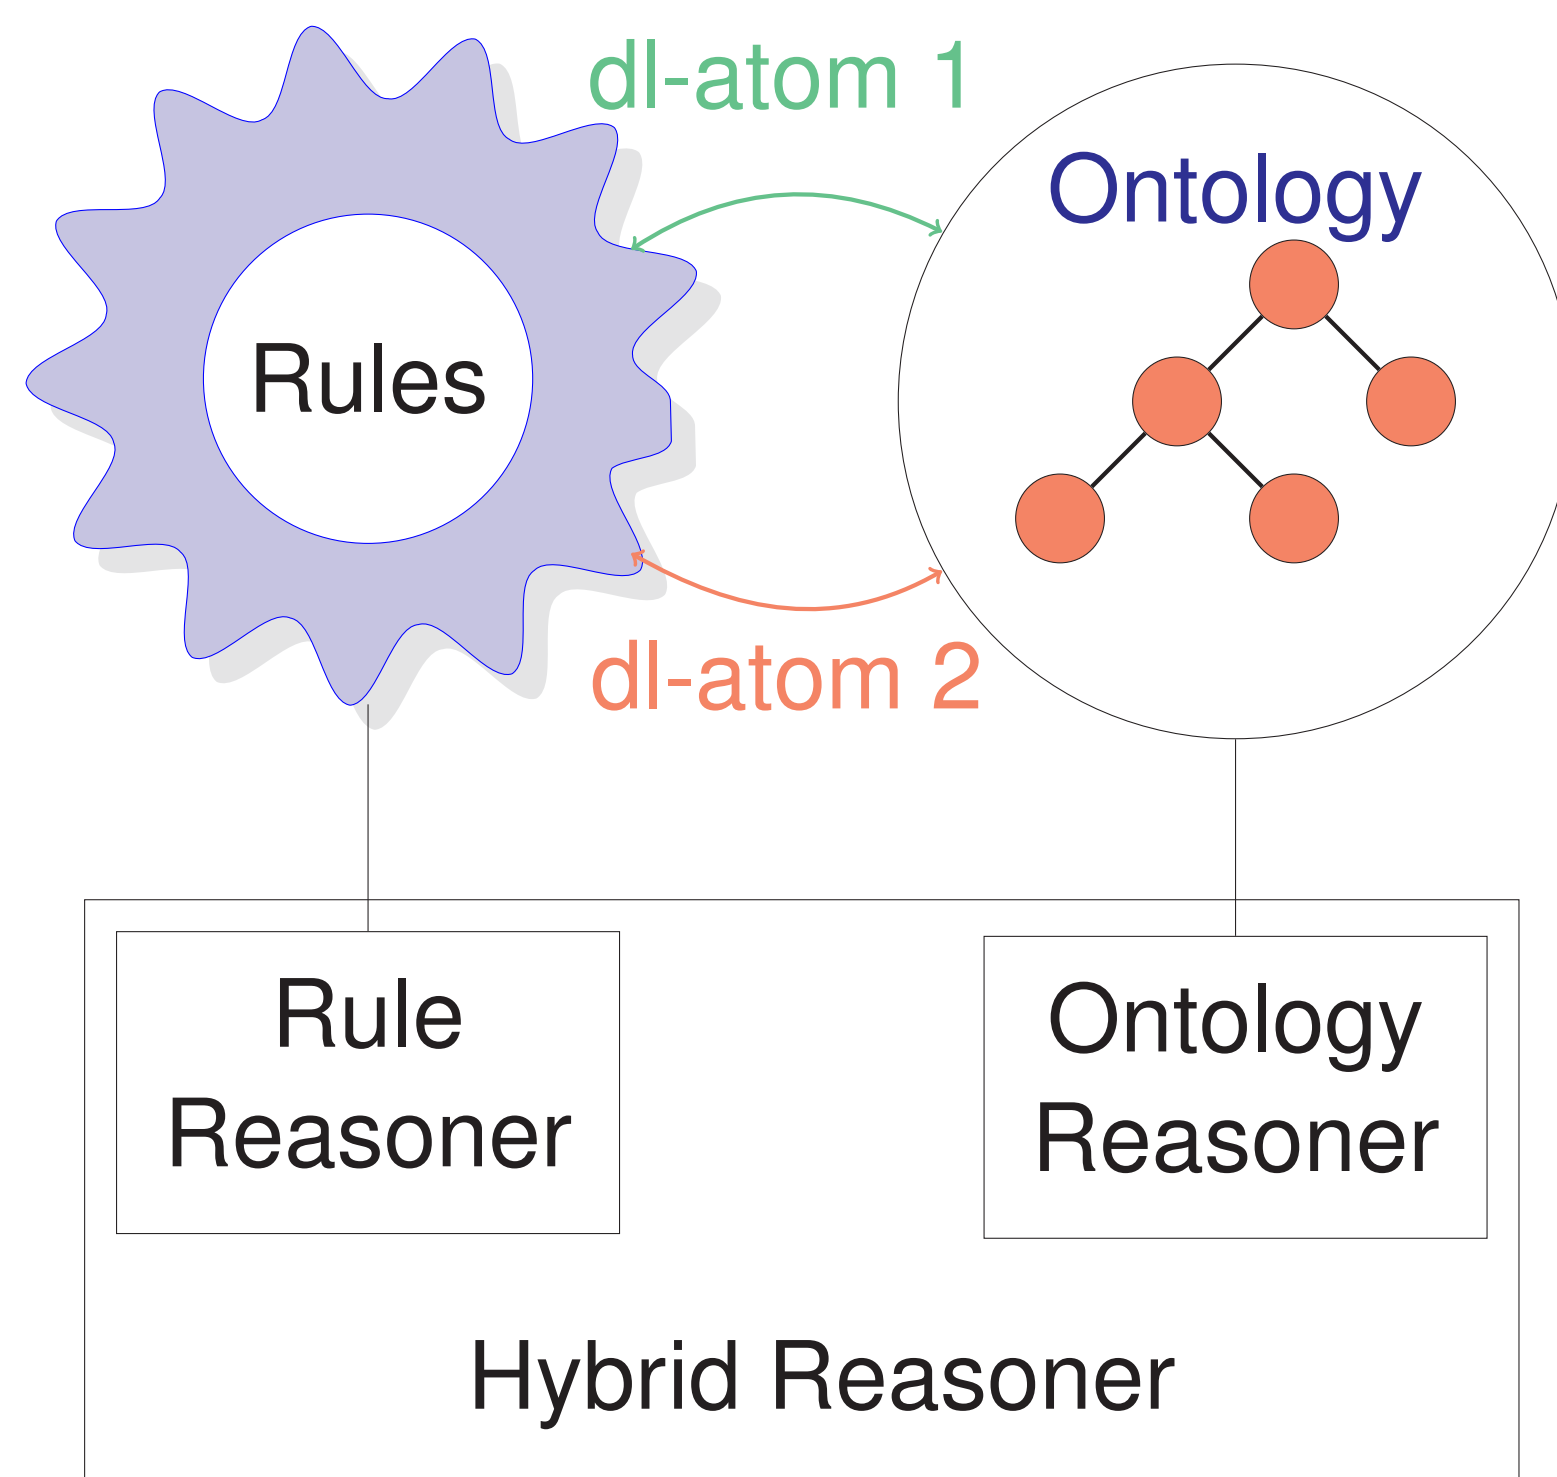 dl-atom 1
Ontology
Rules
dl-atom 2
Rule
Reasoner
Ontology
Reasoner
Hybrid Reasoner